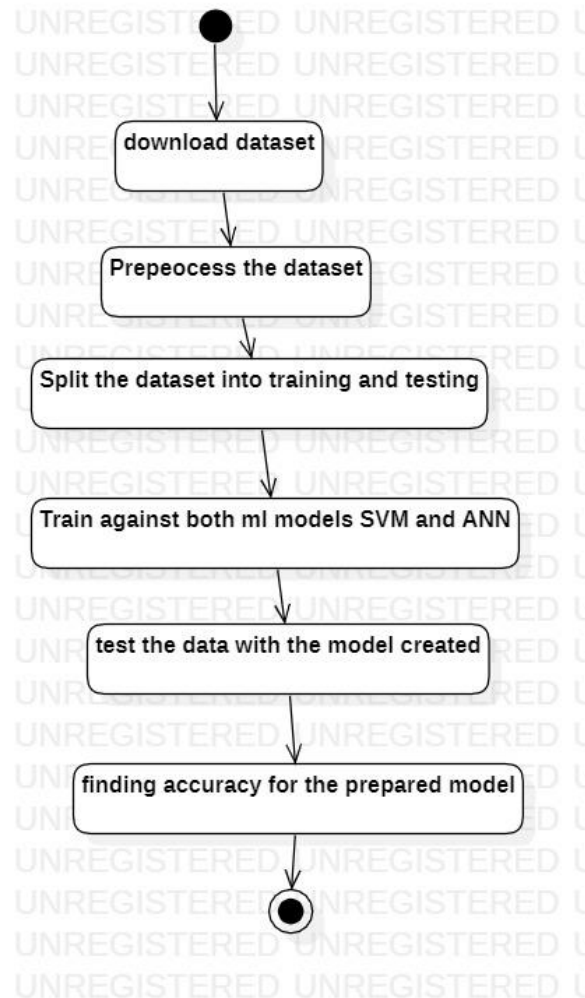 download dataset
Prepeocess the dataset
Split the dataset into training and testing
Train against both ml models SVM and ANN
test the data with the model created
finding accuracy for the prepared model
UNREGISTERED